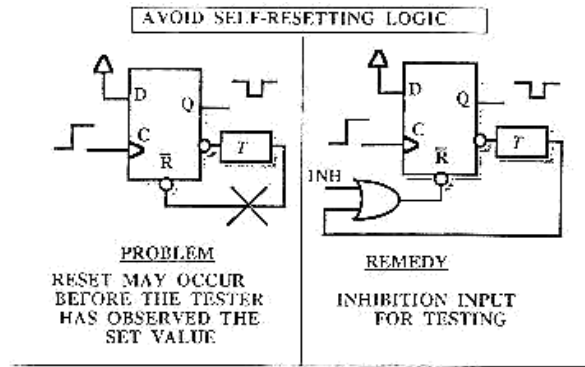 AVOID SELF-RESETTING LOGIC
D
Q
C
T
R
PROBLEM
RESET MAY OCCUR
BEFORE THE TESTER
HAS OBSERVED THE
SET VALUE
D
Q
C
T
R
INH
REMEDY
INHIBITION INPUT
FOR TESTING